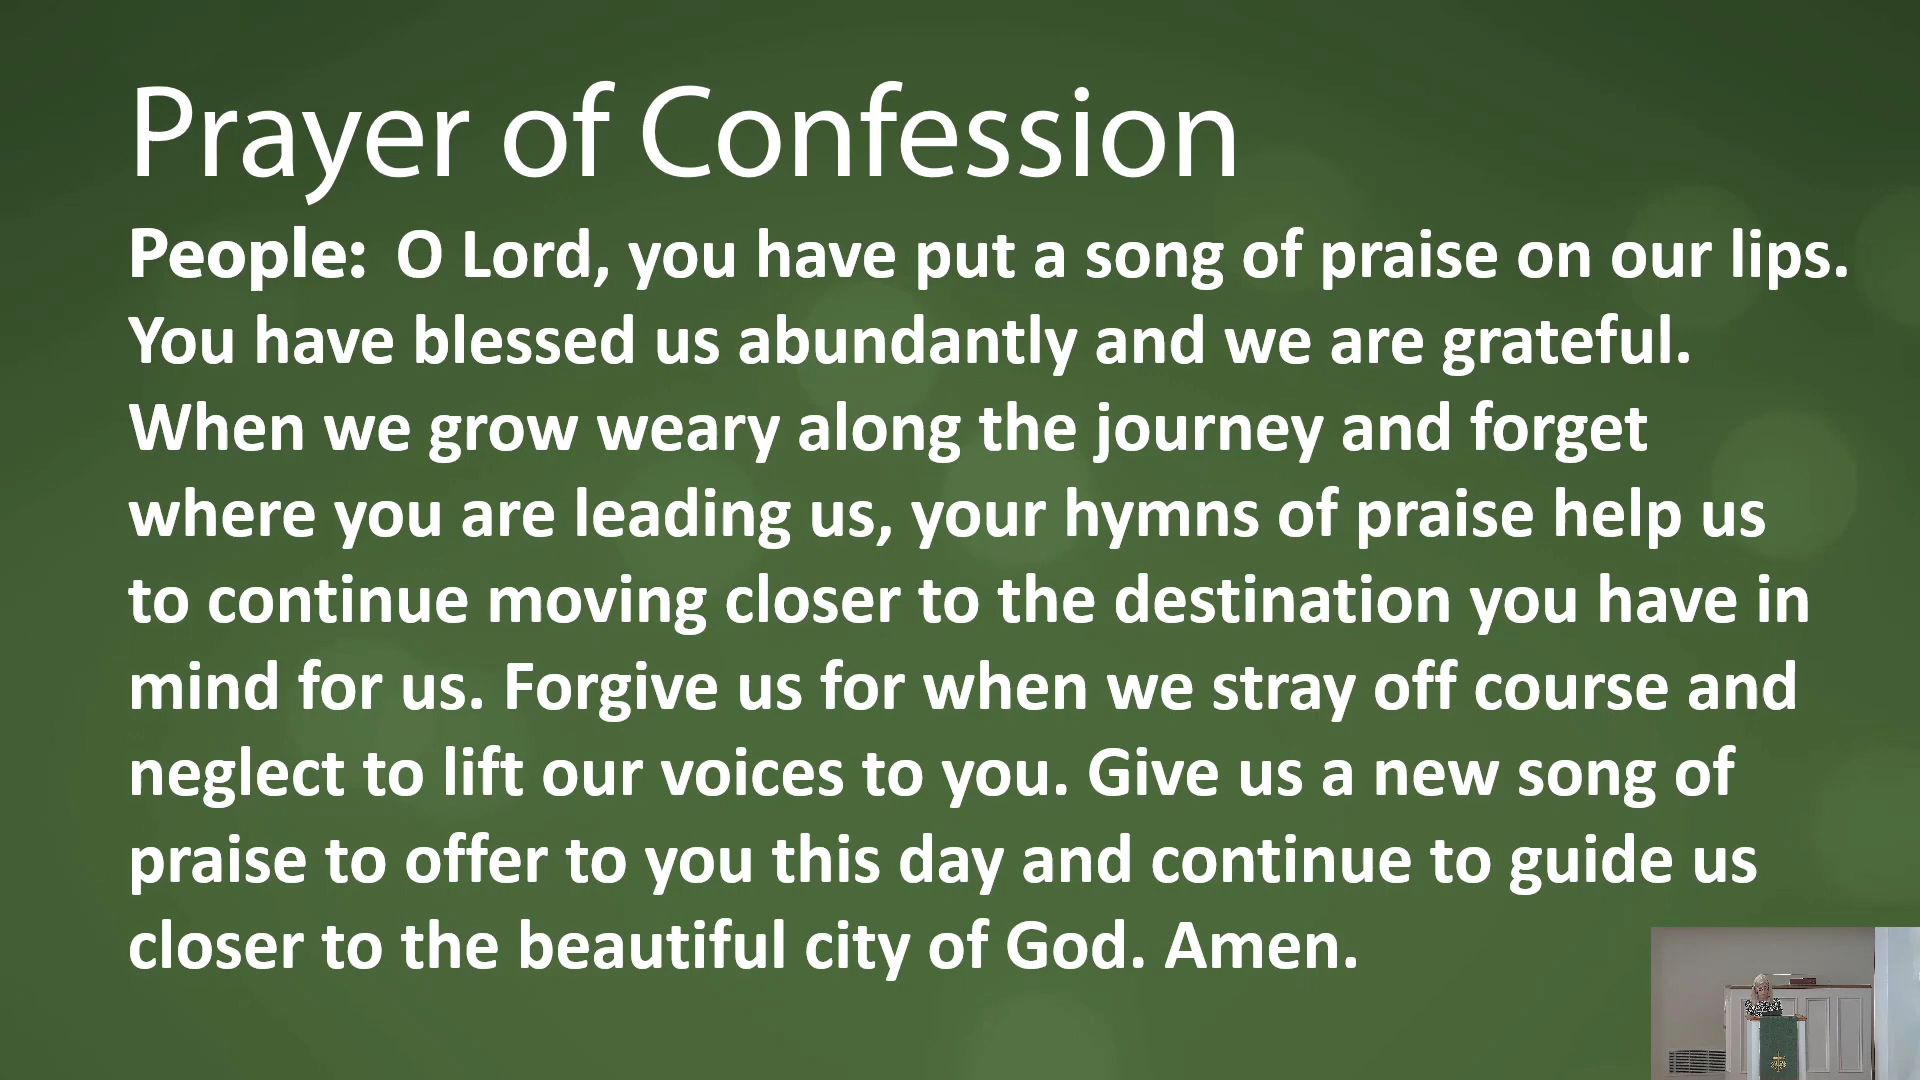 Prayer of Confession
People: O Lord, you have put a song of praise on our lips.
You have blessed us abundantly and we are grateful.
When we grow weary along the journey and forget
where you are leading us, your hymns of praise help us
to continue moving closer to the destination you have in
mind for us. Forgive us for when we stray off course and
neglect to lift our voices to you. Give us a new song of
praise to offer to you this day and continue to guide us
closer to the beautiful city of God. Amen.